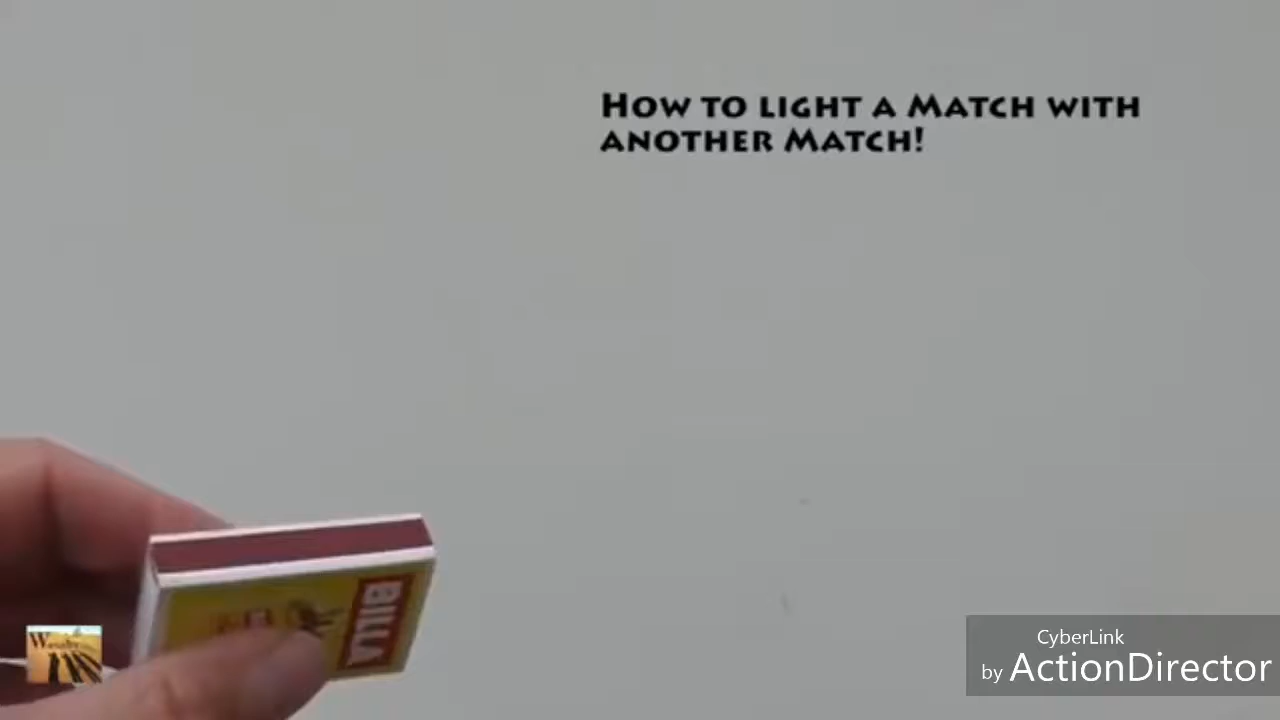 How to light a Match with
another Match!
BILLA
CyberLink
by ActionDirector